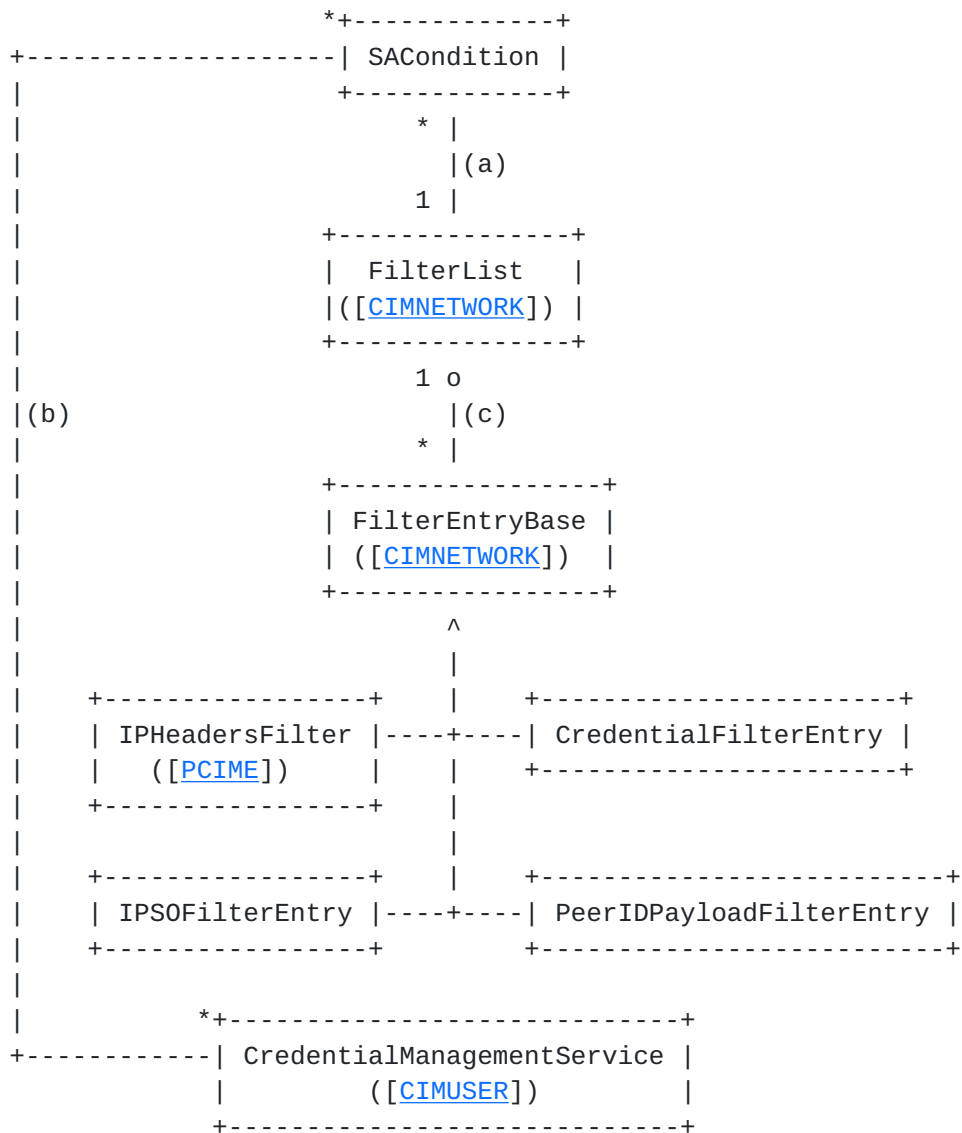 *+-------------+
+--------------------| SACondition |
|                    +-------------+
|                         * |
|                           |(a)
|                         1 |
|                   +---------------+
|                   |  FilterList   |
|                   |([CIMNETWORK]) |
|                   +---------------+
|                         1 o
|(b)                        |(c)
|                         * |
|                   +-----------------+
|                   | FilterEntryBase |
|                   | ([CIMNETWORK])  |
|                   +-----------------+
|                           ^
|                           |
|    +-----------------+    |    +-----------------------+
|    | IPHeadersFilter |----+----| CredentialFilterEntry |
|    |   ([PCIME])     |    |    +-----------------------+
|    +-----------------+    |
|                           |
|    +-----------------+    |    +--------------------------+
|    | IPSOFilterEntry |----+----| PeerIDPayloadFilterEntry |
|    +-----------------+         +--------------------------+
|
|           *+-----------------------------+
+------------| CredentialManagementService |
             |         ([CIMUSER])         |
             +-----------------------------+